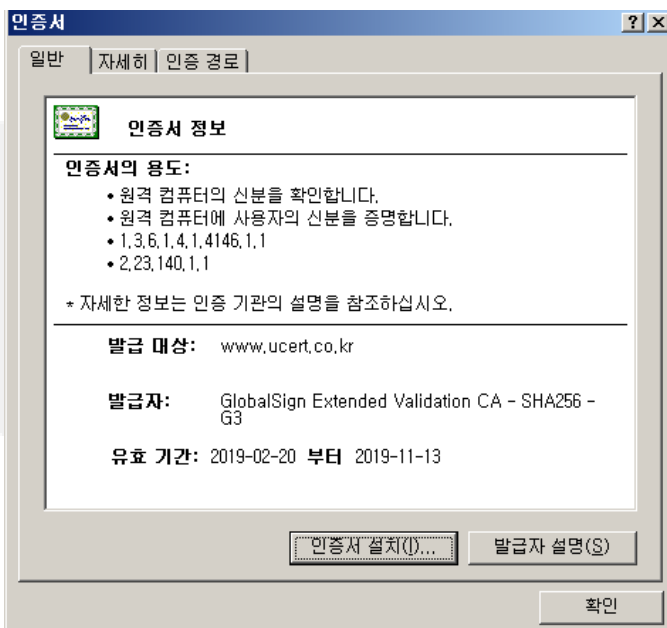 인증서
일반 자세히 인증 경로
인증서 정보
인증서의 용도:
• 원격 컴퓨터의 신분을 확인합니다.
• 원격 컴퓨터에 사용자의 신분을 증명합니다.
• 1.3.6.1.4.1.4146.1.1
• 2.23.140.1.1
* 자세한 정보는 인증 기관의 설명을 참조하십시오.
발급 대상: www.ucert.co.kr
발급자: GlobalSign Extended Validation CA - SHA256 -
G3
유효 기간: 2019-02-20 부터 2019-11-13
인증서 설치(I)... 발급자 설명(S)
확인